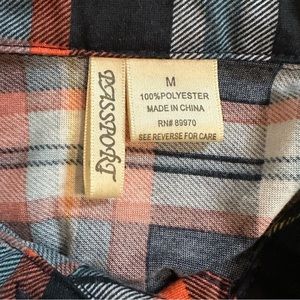 PASSPORT
M
100%POLYESTER
MADE IN CHINA
RN# 89970
SEE REVERSE FOR CARE